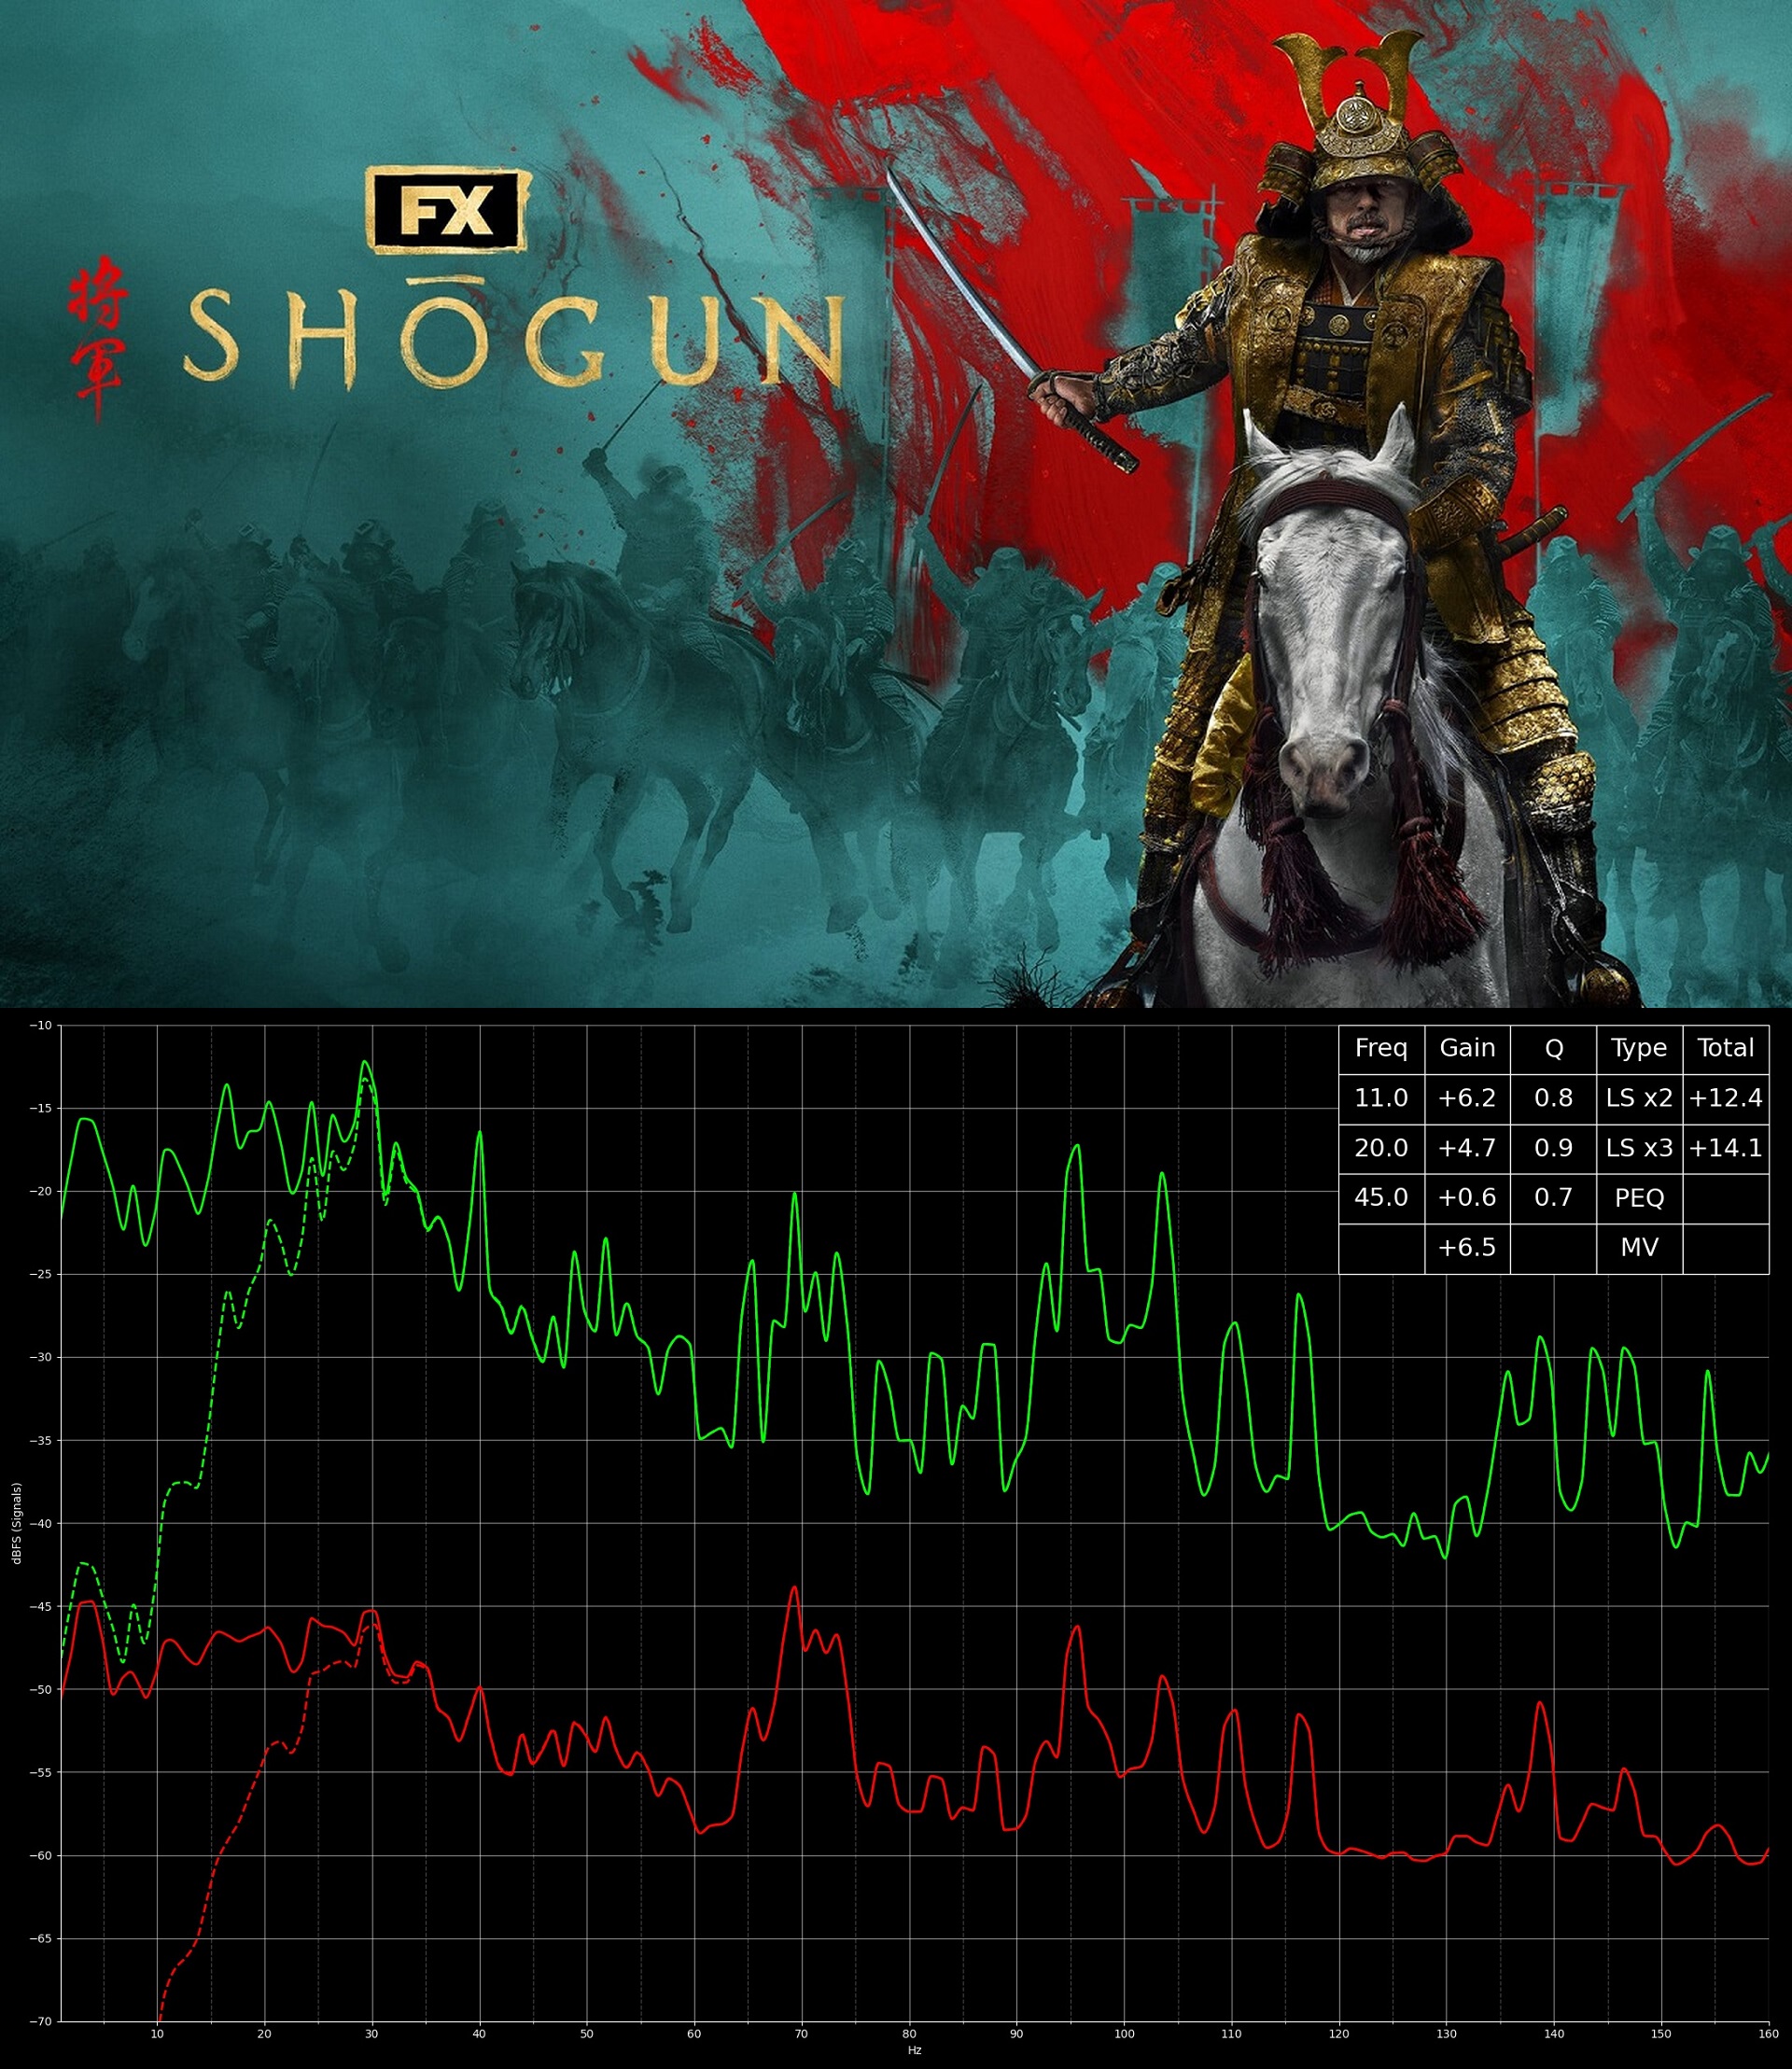 FX
将軍
SHŌGUN
Freq Gain Q Type Total
11.0 +6.2 0.8 LS x2 +12.4
20.0 +4.7 0.9 LS x3 +14.1
45.0 +0.6 0.7 PEQ
+6.5 MV
−10
−15
−20
−25
−30
−35
−40
−45
−50
−55
−60
−65
−70
dBFS (Signals)
10 20 30 40 50 60 70 80 90 100 110 120 130 140 150 160
Hz